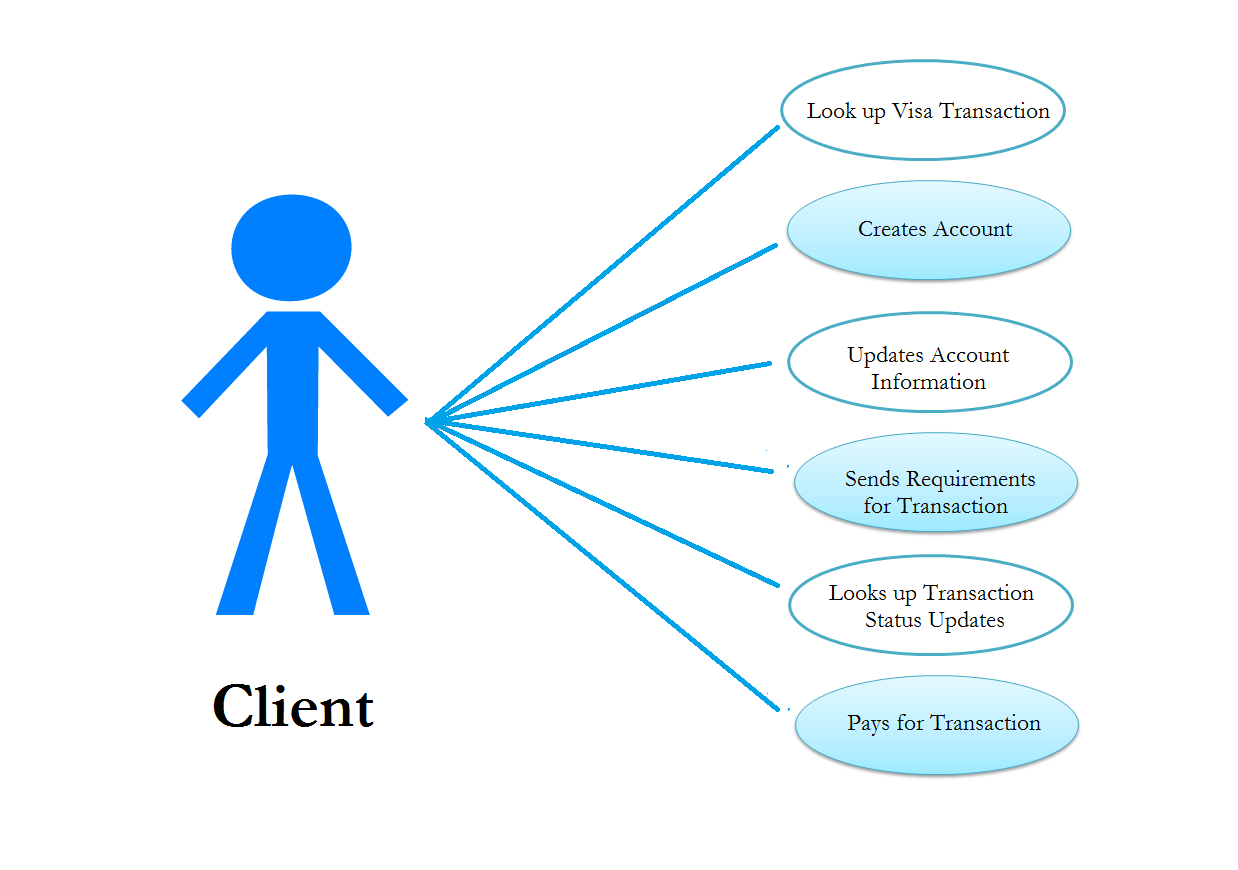 Look up Visa Transaction
Creates Account
Updates Account
Information
Sends Requirements
for Transaction
Looks up Transaction
Status Updates
Pays for Transaction
Client